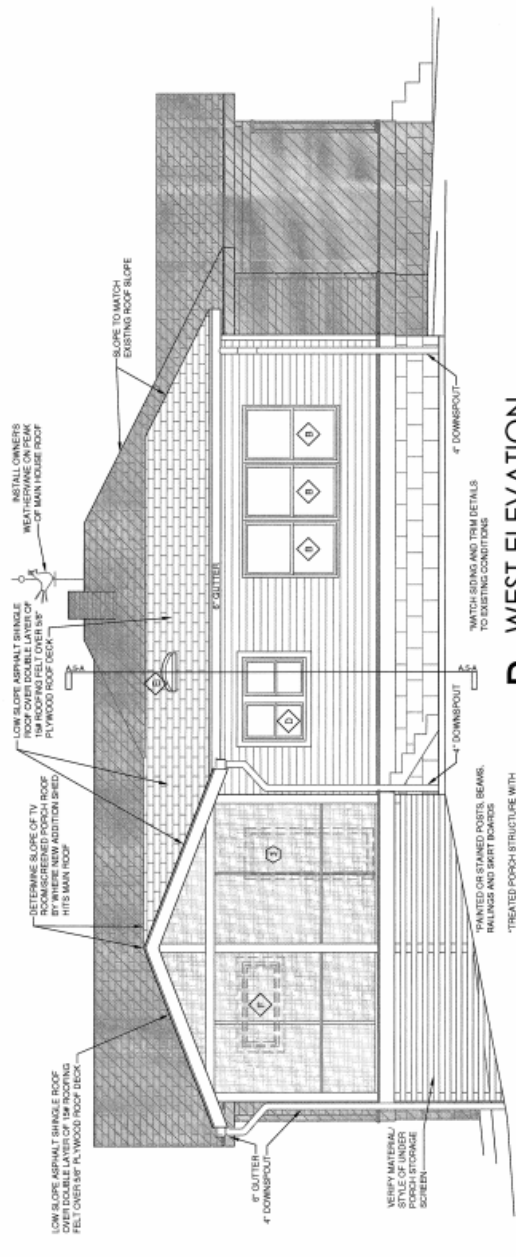 LOW SLOPE ASPHALT SHINGLE ROOF
OVER DOUBLE LAYER OF 15# ROOFING
FELT OVER 5/8" PLYWOOD ROOF DECK
DETERMINE SLOPE OF TV
ROOM/SCREENED PORCH ROOF
BY WHERE NEW ADDITION SHED
HITS MAIN ROOF
LOW SLOPE ASPHALT SHINGLE
ROOF OVER DOUBLE LAYER OF
15# ROOFING FELT OVER 5/8"
PLYWOOD ROOF DECK
INSTALL OWNER'S
WEATHERVANE ON PEAK
OF MAIN HOUSE ROOF
SLOPE TO MATCH
EXISTING ROOF SLOPE
A.5-A
E
6" GUTTER
F
3
D
B
B
B
6" GUTTER
4" DOWNSPOUT
4" DOWNSPOUT
4" DOWNSPOUT
A.5-A
VERIFY MATERIAL/
STYLE OF UNDER
PORCH STORAGE
SCREEN
*PAINTED OR STAINED POSTS, BEAMS,
RAILINGS AND SKIRT BOARDS
*MATCH SIDING AND TRIM DETAILS
TO EXISTING CONDITIONS
*TREATED PORCH STRUCTURE WITH
WEST ELEVATION